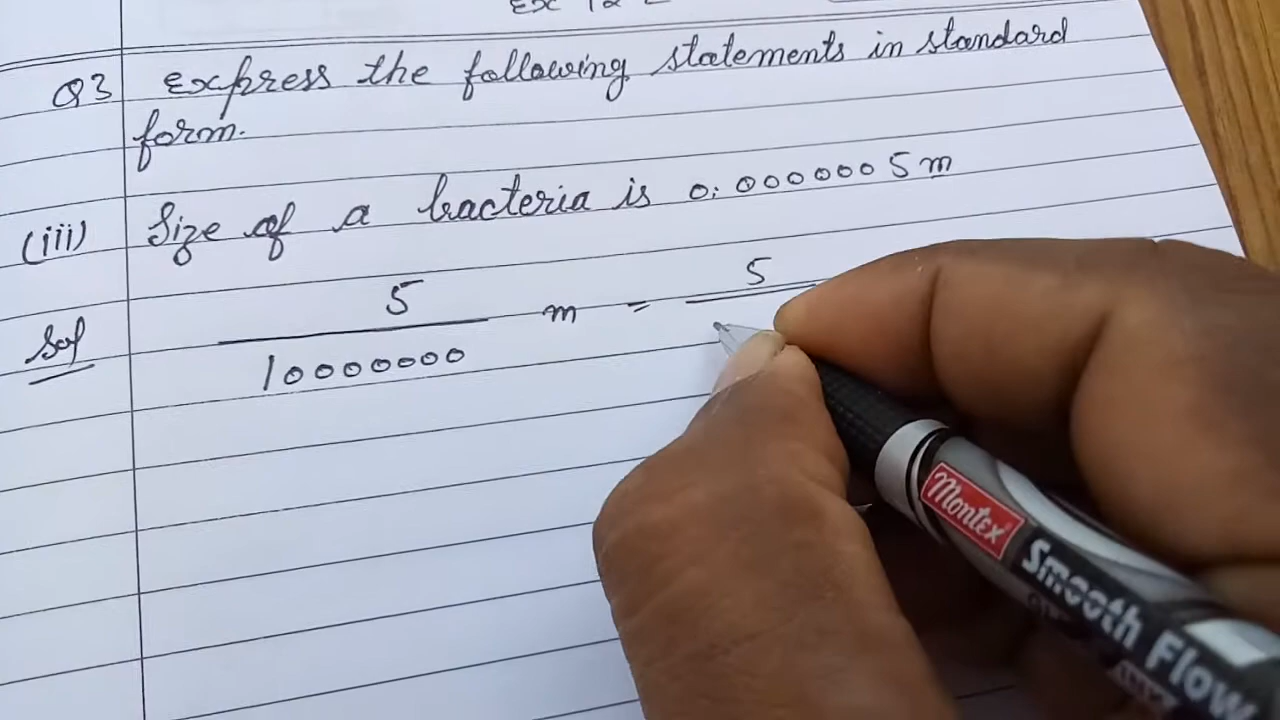 Q3 Express the following statements in standard
form.
(iii) Size of a bacteria is 0.0000005 m
Sol 5 m = 5
10000000
Montex
Smooth Flow